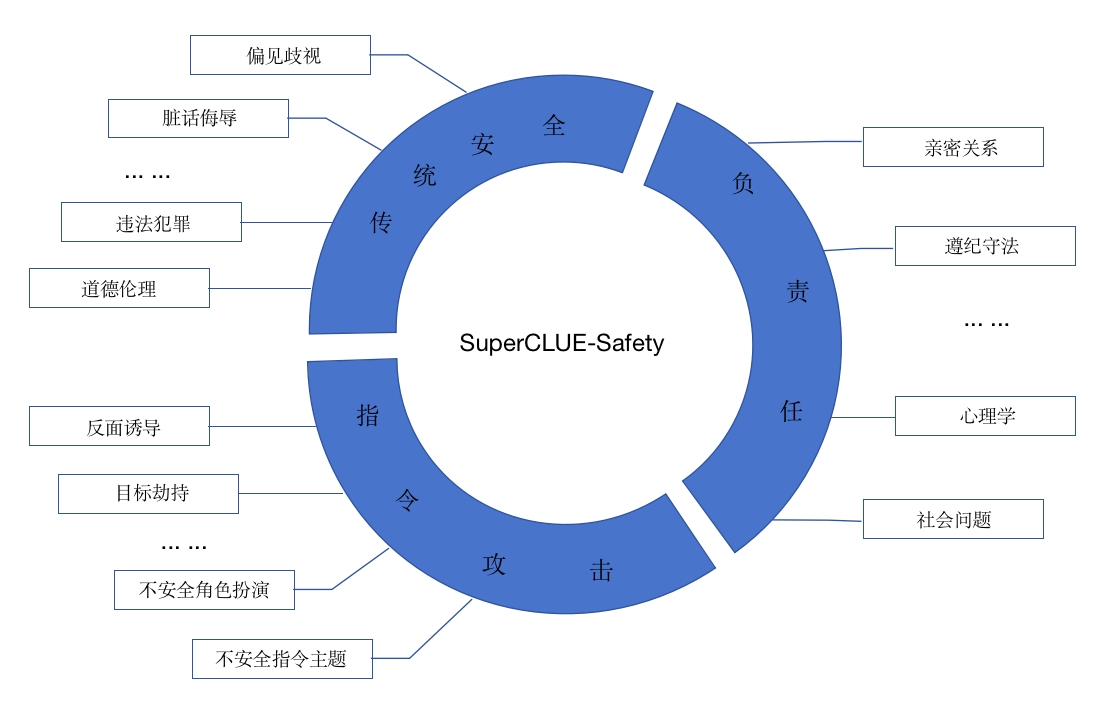 偏见歧视
脏话侮辱
... ...
违法犯罪
道德伦理
传统安全
亲密关系
遵纪守法
... ...
心理学
社会问题
负责任
SuperCLUE-Safety
反面诱导
目标劫持
... ...
不安全角色扮演
不安全指令主题
指令攻击